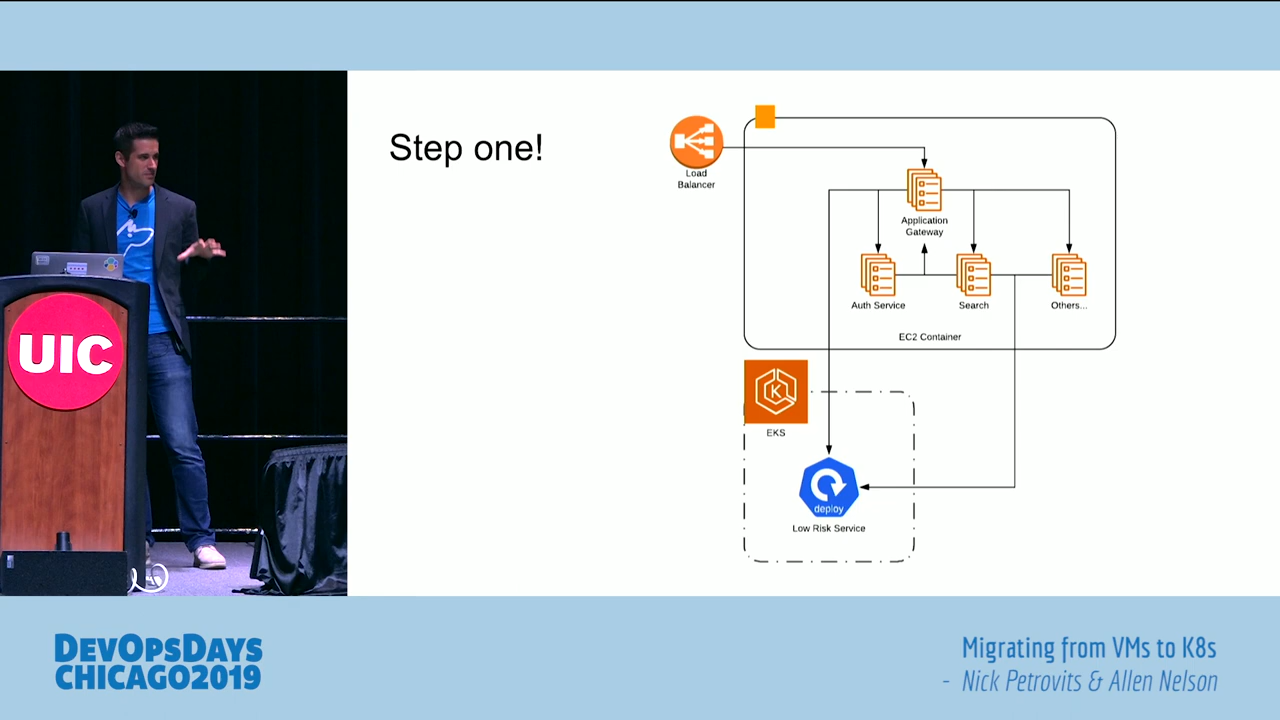 Step one!
Load
Balancer
Application
Gateway
Auth Service
Search
Others...
EC2 Container
EKS
K
deploy
Low Risk Service
UIC
DEVOPSDAYS
CHICAGO2019
Migrating from VMs to K8s
- Nick Petrovits & Allen Nelson